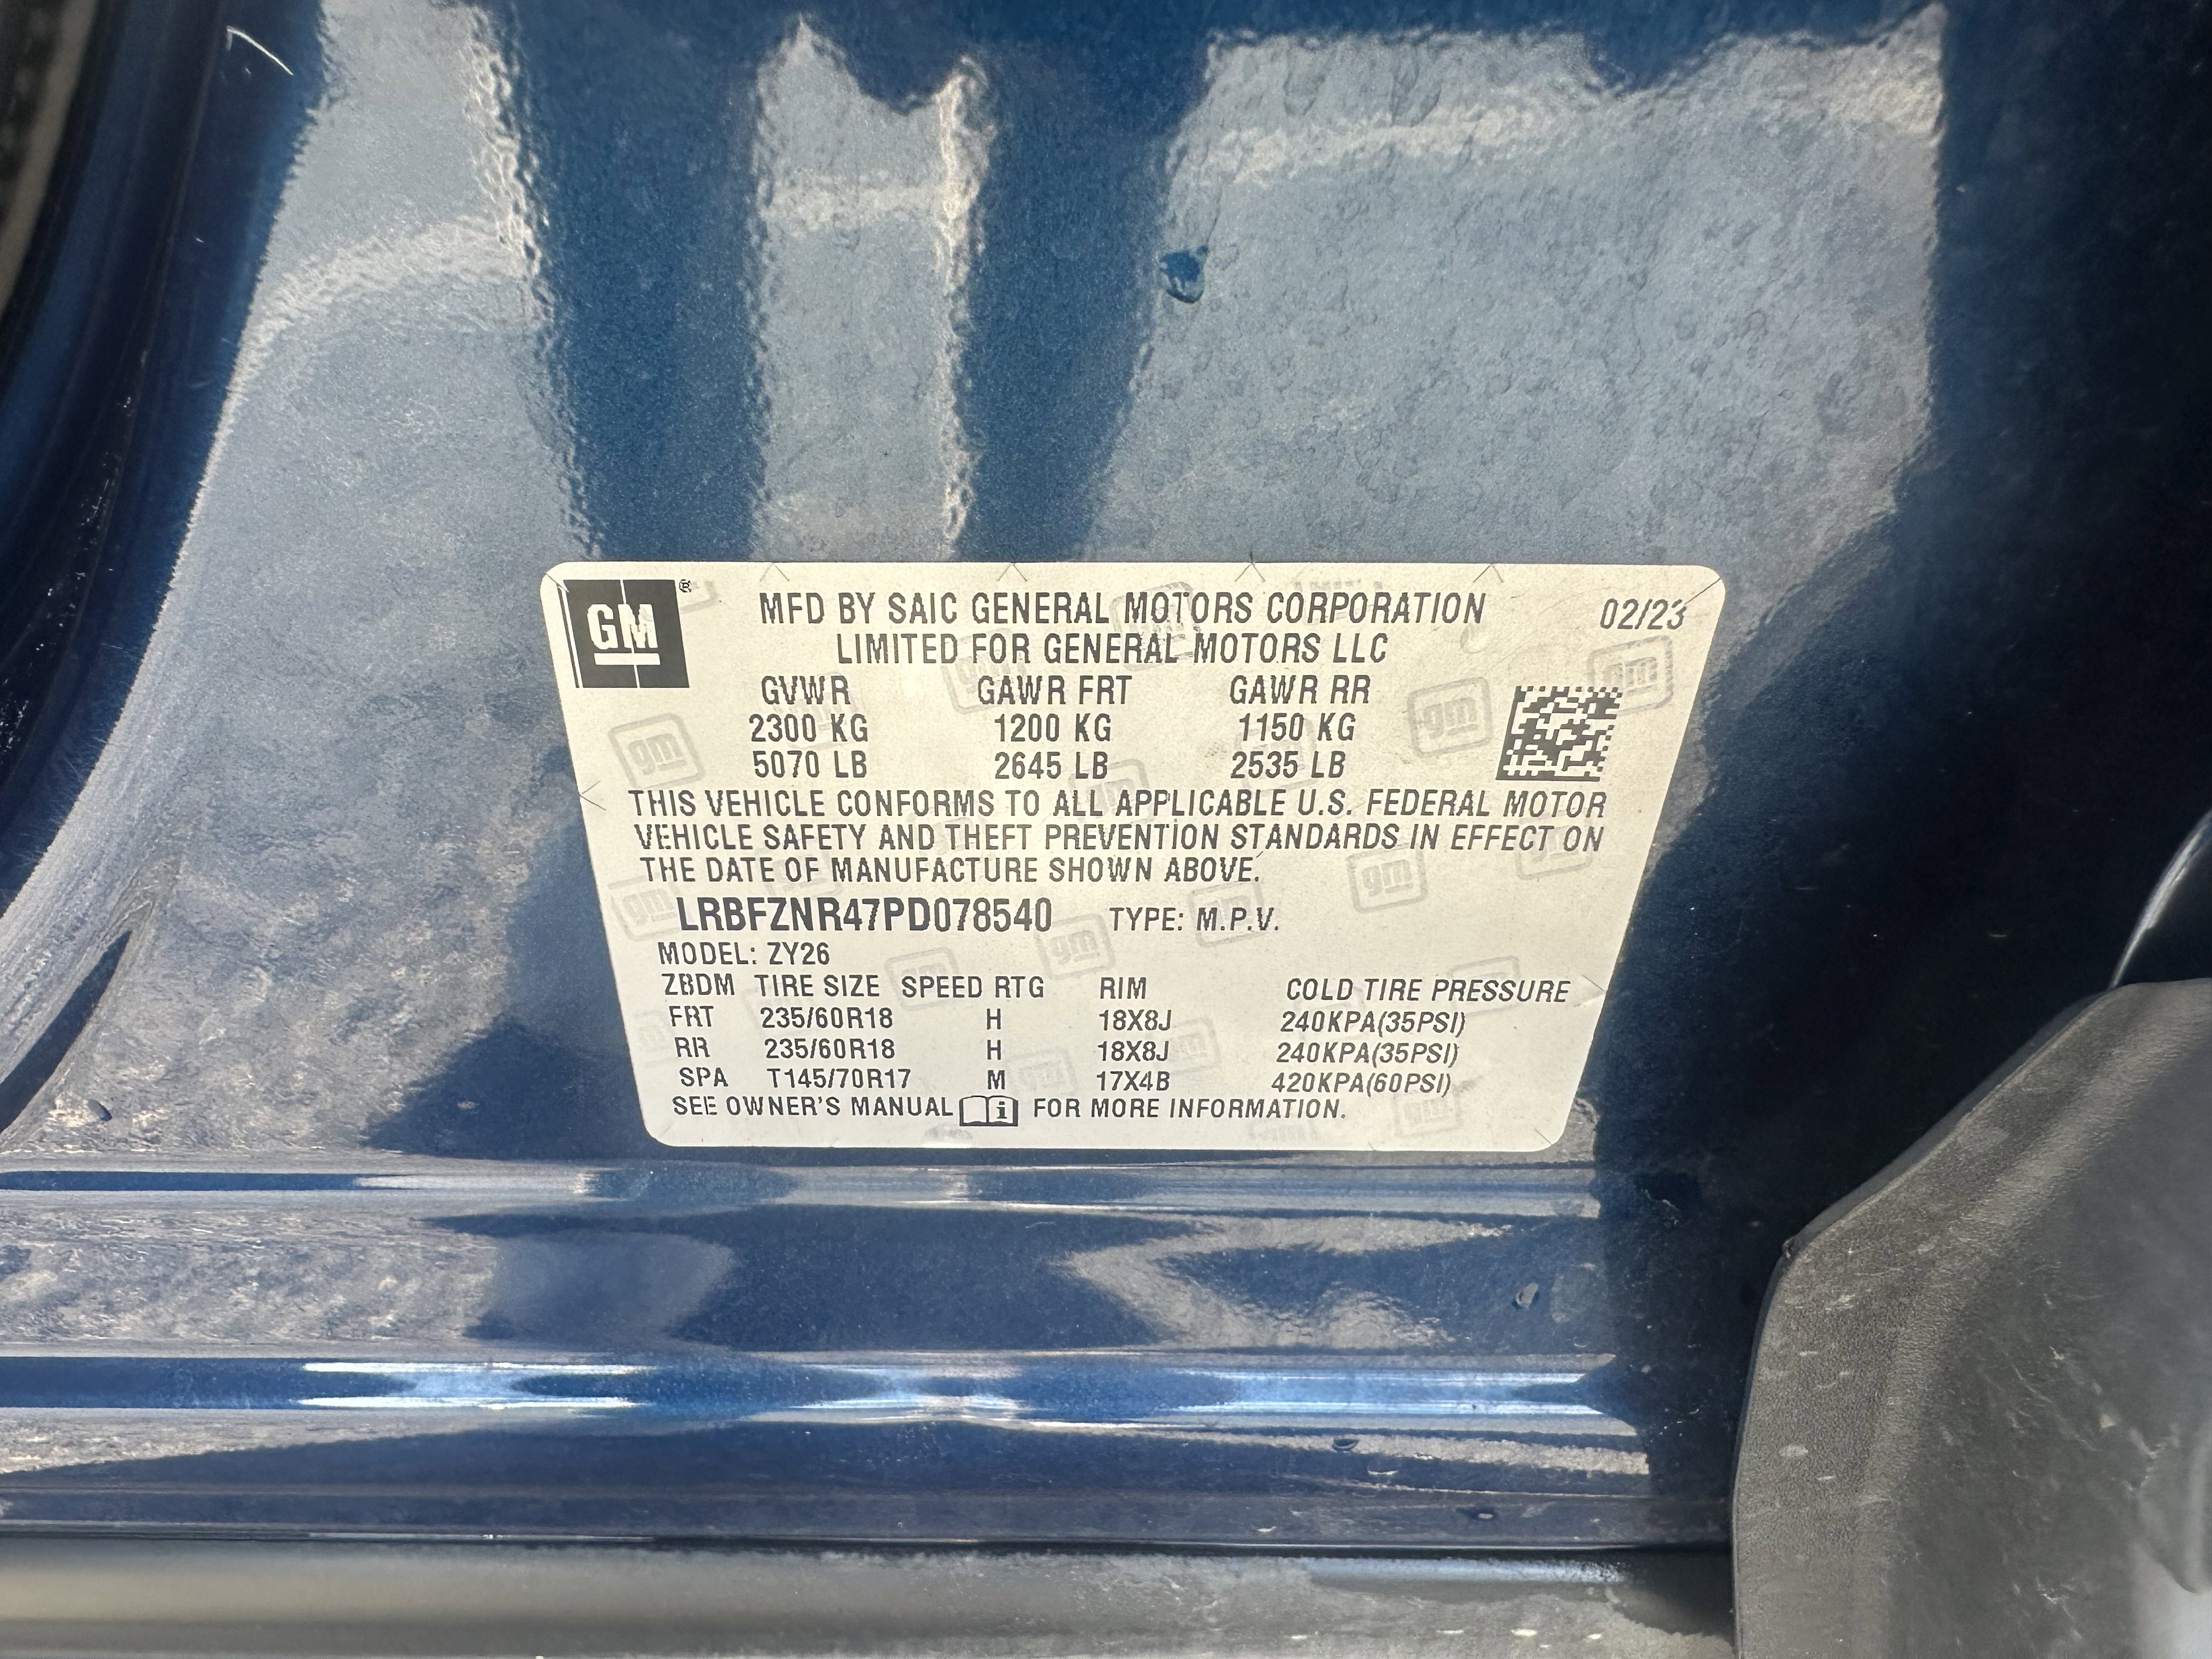 GM ®
MFD BY SAIC GENERAL MOTORS CORPORATION 02/23
LIMITED FOR GENERAL MOTORS LLC
GVWR GAWR FRT GAWR RR
2300 KG 1200 KG 1150 KG
5070 LB 2645 LB 2535 LB
THIS VEHICLE CONFORMS TO ALL APPLICABLE U.S. FEDERAL MOTOR
VEHICLE SAFETY AND THEFT PREVENTION STANDARDS IN EFFECT ON
THE DATE OF MANUFACTURE SHOWN ABOVE.
LRBFZNR47PD078540 TYPE: M.P.V.
MODEL: ZY26
ZBDM TIRE SIZE SPEED RTG RIM COLD TIRE PRESSURE
FRT 235/60R18 H 18X8J 240KPA(35PSI)
RR 235/60R18 H 18X8J 240KPA(35PSI)
SPA T145/70R17 M 17X4B 420KPA(60PSI)
SEE OWNER'S MANUAL i FOR MORE INFORMATION.